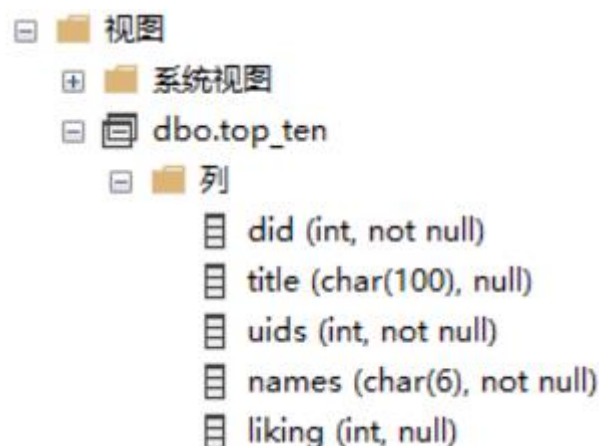 视图
系统视图
dbo.top_ten
列
did (int, not null)
title (char(100), null)
uids (int, not null)
names (char(6), not null)
liking (int, null)